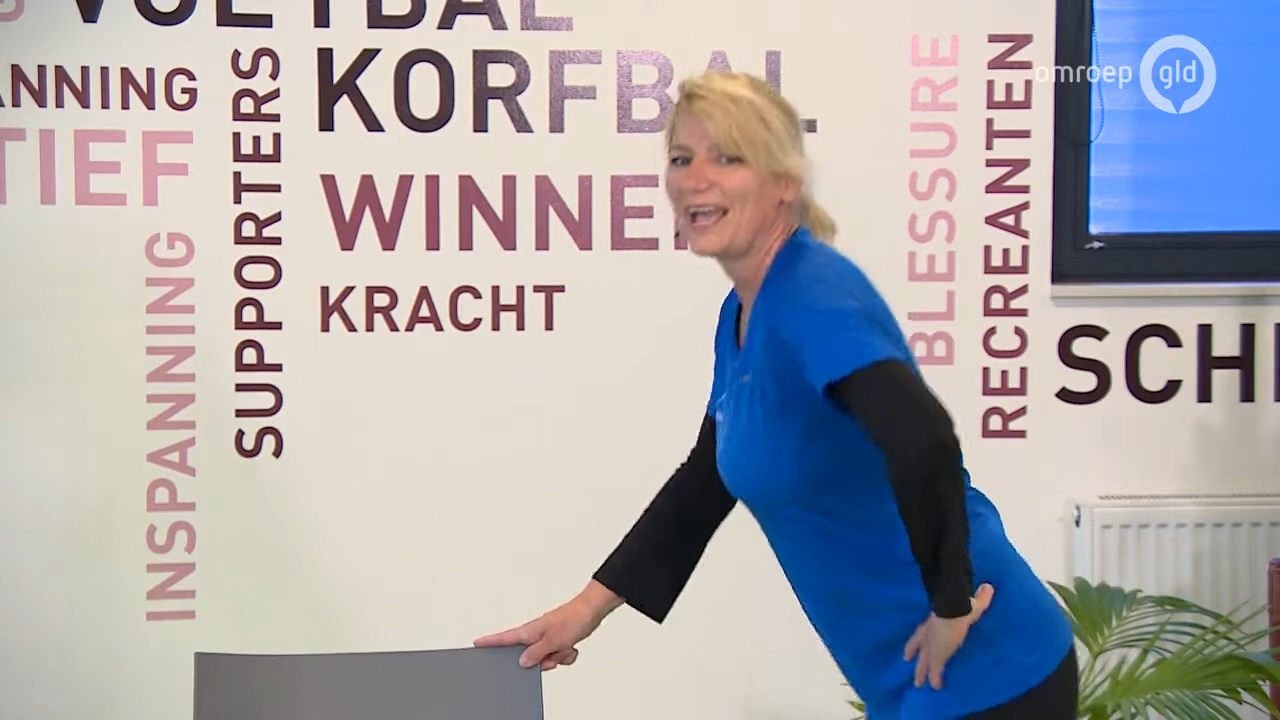 VOETBAL
KORFBAL
WINNE
KRACHT
ANNING
TIEF
SUPPORTERS
INSPANNING
BLESSURE
RECREANTEN
SCH
omroep gld